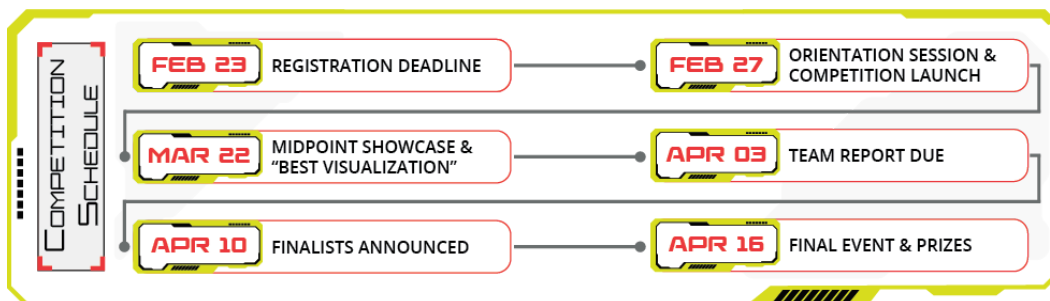 COMPETITION
SCHEDULE
FEB 23
REGISTRATION DEADLINE
FEB 27
ORIENTATION SESSION &
COMPETITION LAUNCH
MAR 22
MIDPOINT SHOWCASE &
“BEST VISUALIZATION”
APR 03
TEAM REPORT DUE
APR 10
FINALISTS ANNOUNCED
APR 16
FINAL EVENT & PRIZES